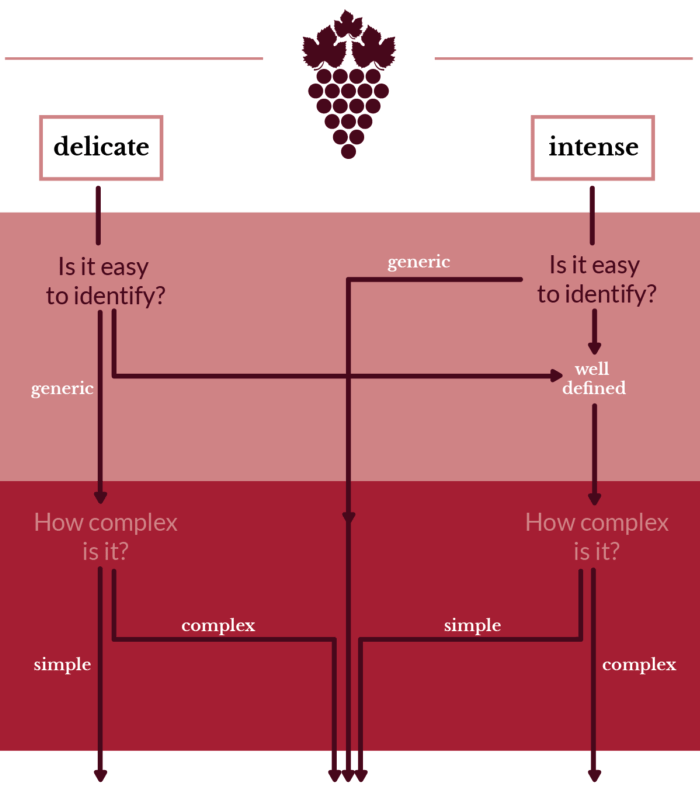 delicate
intense
generic
Is it easy
to identify?
Is it easy
to identify?
well
defined
generic
How complex
is it?
How complex
is it?
complex
simple
simple
complex